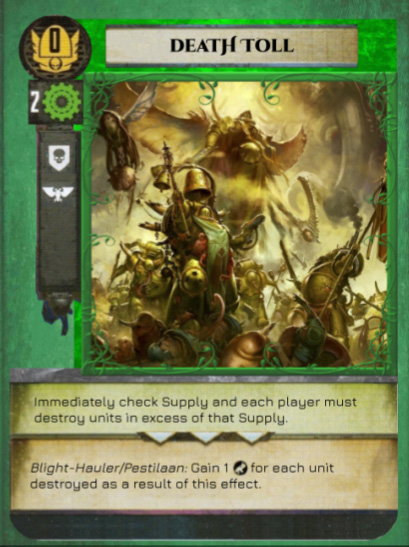 0
DEATH TOLL
2
Immediately check Supply and each player must
destroy units in excess of that Supply.
Blight-Hauler/Pestilaan: Gain 1 for each unit
destroyed as a result of this effect.